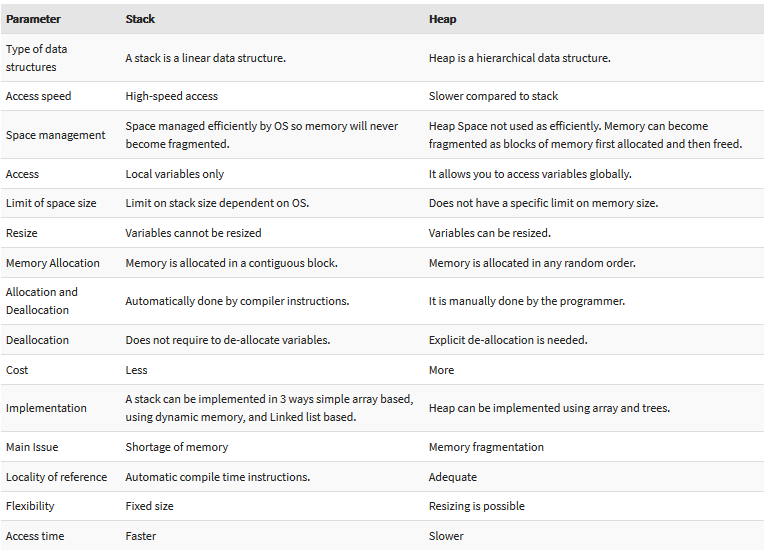 Parameter Stack Heap
Type of data
structures
A stack is a linear data structure.
Heap is a hierarchical data structure.
Access speed High-speed access Slower compared to stack
Space management
Space managed efficiently by OS so memory will never
become fragmented.
Heap Space not used as efficiently. Memory can become
fragmented as blocks of memory first allocated and then freed.
Access Local variables only It allows you to access variables globally.
Limit of space size Limit on stack size dependent on OS. Does not have a specific limit on memory size.
Resize Variables cannot be resized Variables can be resized.
Memory Allocation Memory is allocated in a contiguous block. Memory is allocated in any random order.
Allocation and
Deallocation
Automatically done by compiler instructions.
It is manually done by the programmer.
Deallocation Does not require to de-allocate variables. Explicit de-allocation is needed.
Cost Less More
Implementation
A stack can be implemented in 3 ways simple array based,
using dynamic memory, and Linked list based.
Heap can be implemented using array and trees.
Main Issue Shortage of memory Memory fragmentation
Locality of reference Automatic compile time instructions. Adequate
Flexibility Fixed size Resizing is possible
Access time Faster Slower